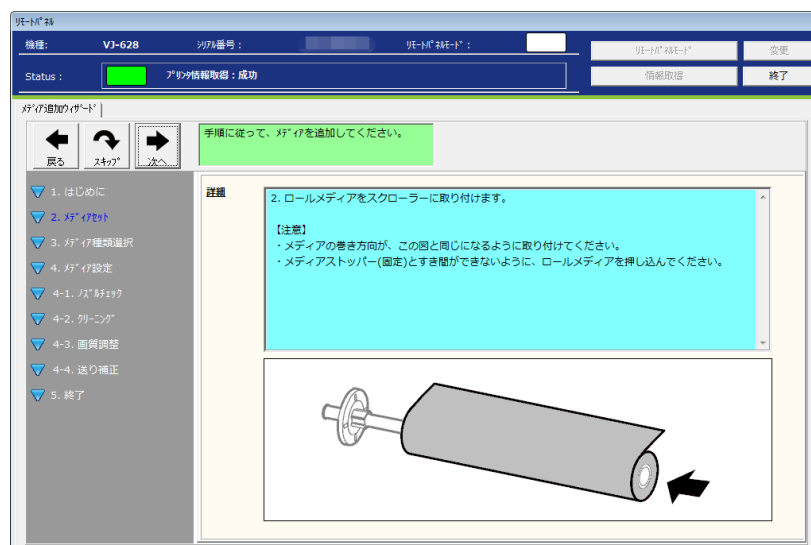 ﾘﾓｰﾄﾊﾟﾈﾙ
機種: VJ-628 ｼﾘｱﾙ番号： ﾘﾓｰﾄﾊﾟﾈﾙﾓｰﾄﾞ： ﾘﾓｰﾄﾊﾟﾈﾙﾓｰﾄﾞ 変更
Status： ﾌﾟﾘﾝﾀ情報取得：成功 情報取得 終了
ﾒﾃﾞｨｱ追加ｳｨｻﾞｰﾄﾞ
戻る ｽｷｯﾌﾟ 次へ
手順に従って、ﾒﾃﾞｨｱを追加してください。
1. はじめに
2. ﾒﾃﾞｨｱｾｯﾄ
3. ﾒﾃﾞｨｱ種類選択
4. ﾒﾃﾞｨｱ設定
4-1. ﾉｽﾞﾙﾁｪｯｸ
4-2. ｸﾘｰﾆﾝｸﾞ
4-3. 画質調整
4-4. 送り補正
5. 終了
詳細
2. ロールメディアをスクローラーに取り付けます。
【注意】
・メディアの巻き方向が、この図と同じになるように取り付けてください。
・メディアストッパー(固定)とすき間ができないように、ロールメディアを押し込んでください。